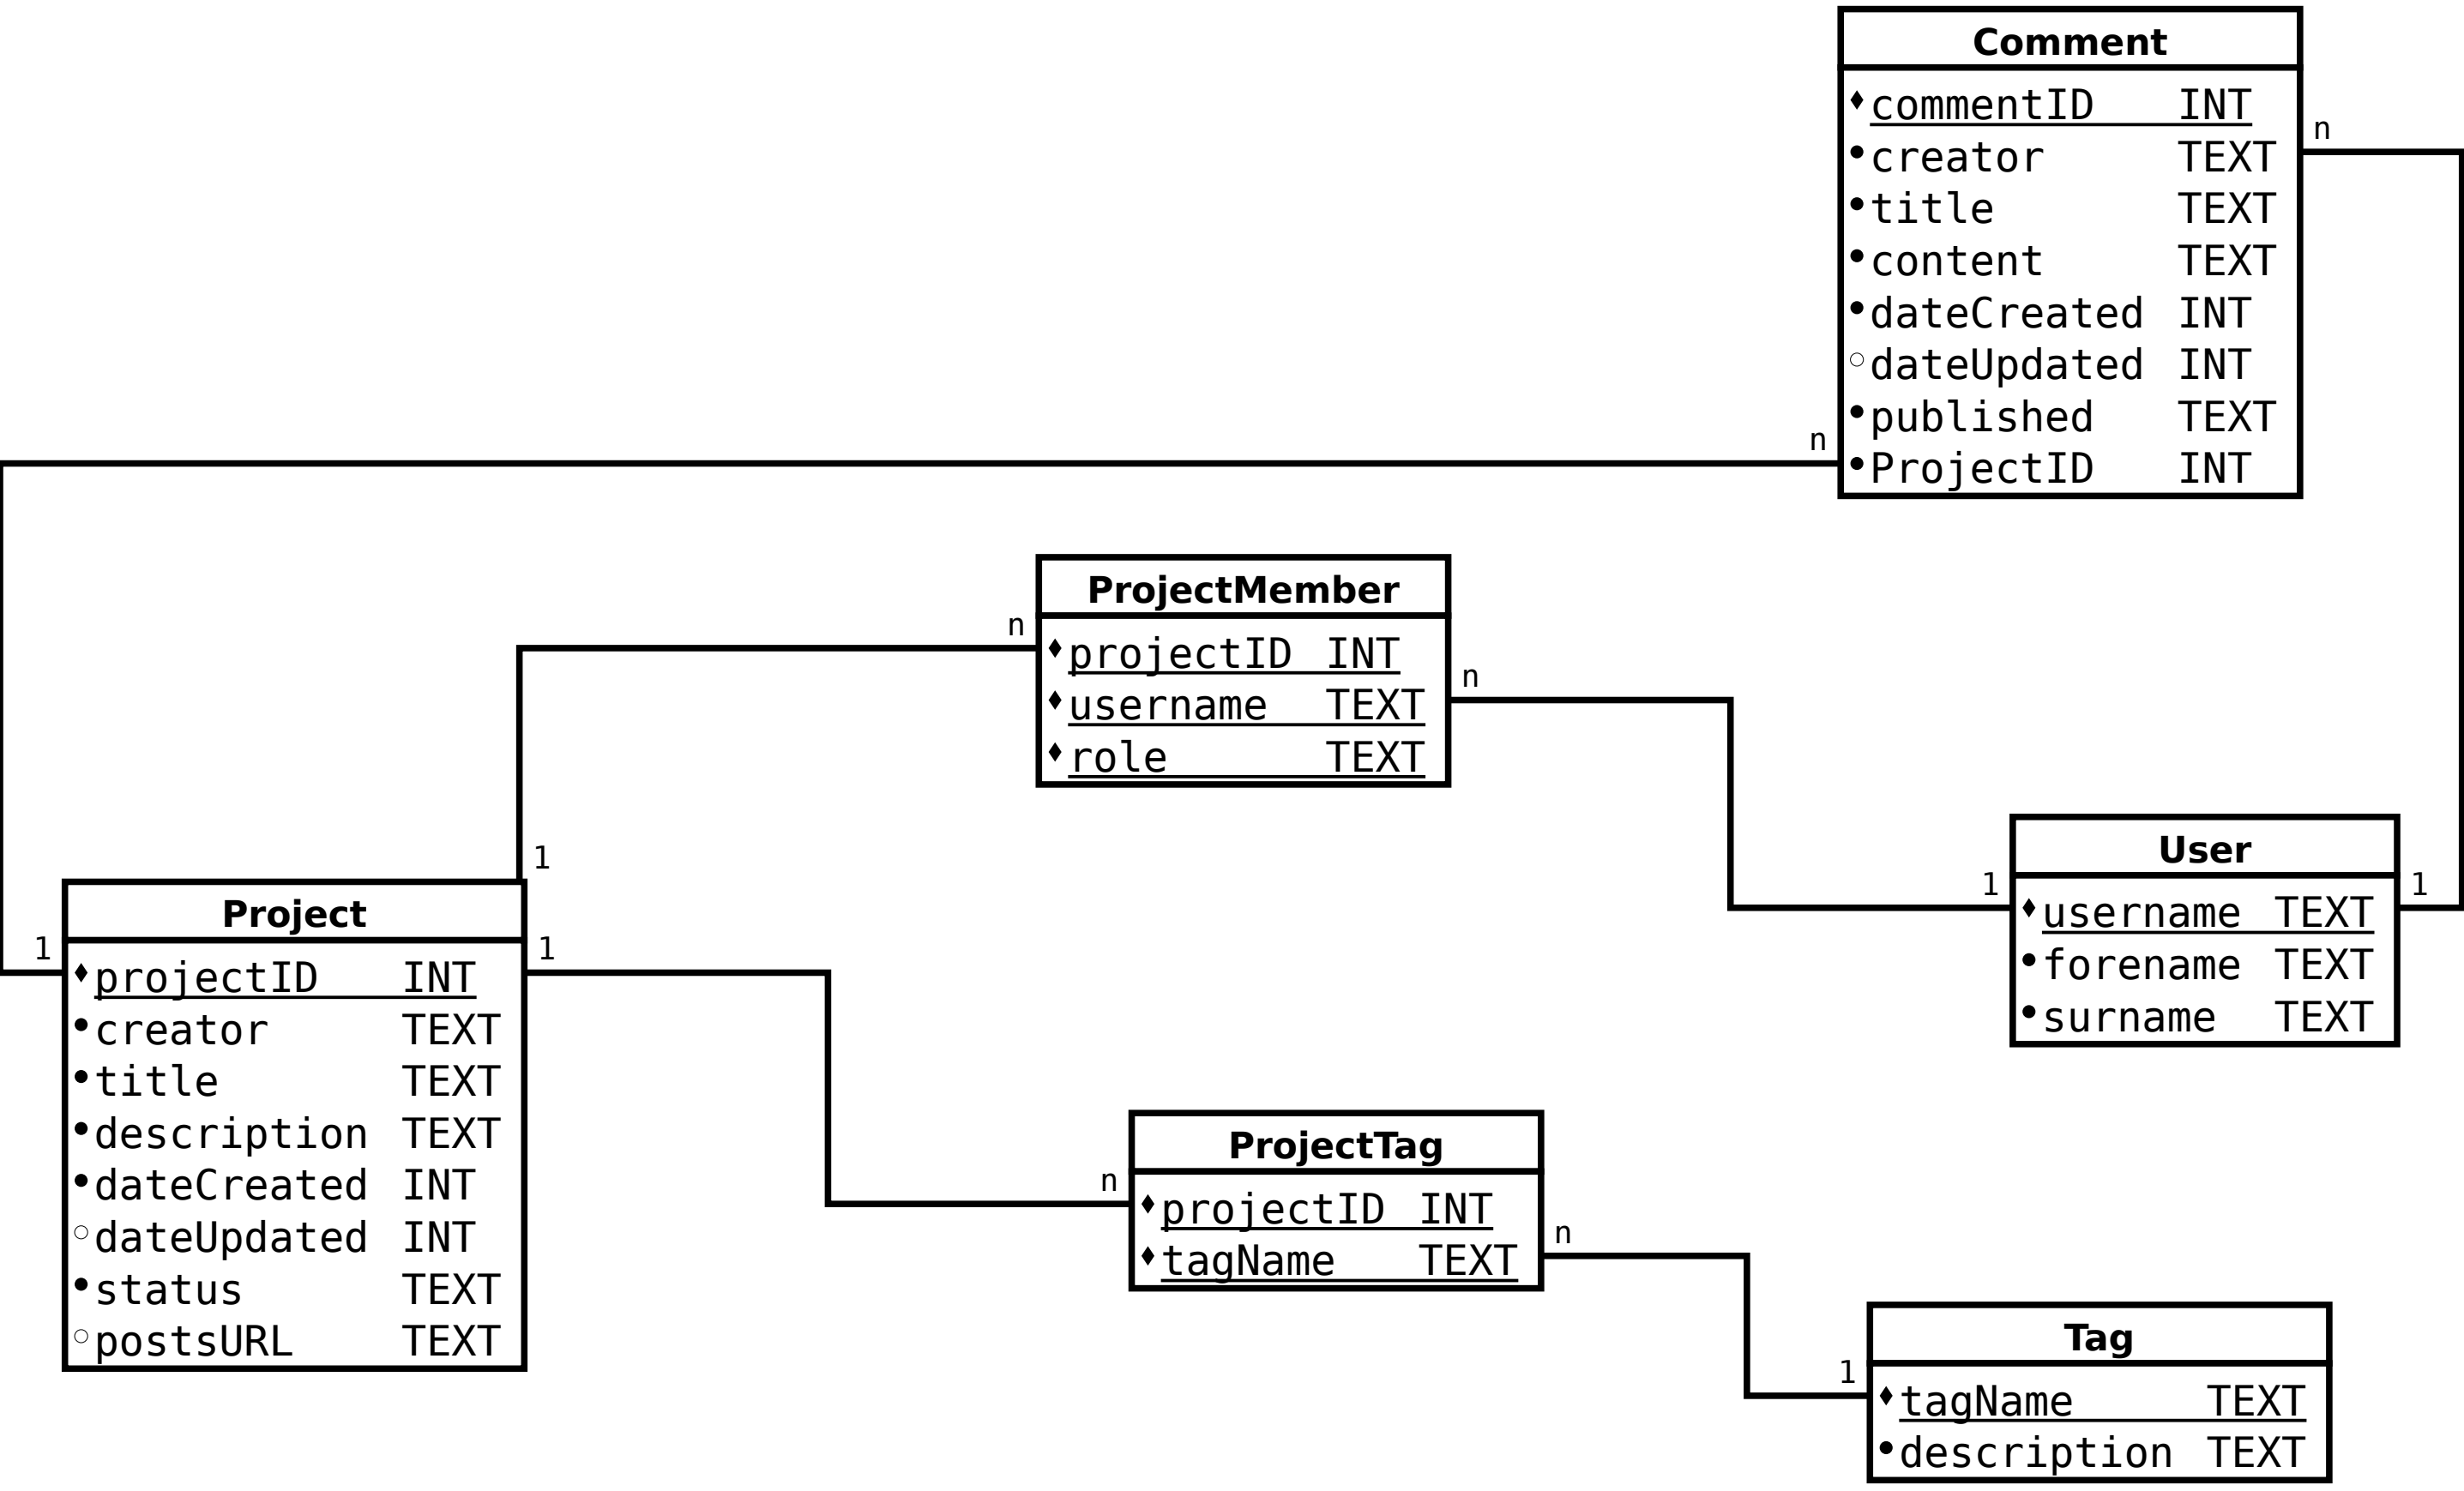 Comment
commentID INT
creator TEXT
title TEXT
content TEXT
dateCreated INT
dateUpdated INT
published TEXT
ProjectID INT
n
n
ProjectMember
projectID INT
username TEXT
role TEXT
n
n
1
User
username TEXT
forename TEXT
surname TEXT
1
1
Project
projectID INT
creator TEXT
title TEXT
description TEXT
dateCreated INT
dateUpdated INT
status TEXT
postsURL TEXT
1
1
ProjectTag
projectID INT
tagName TEXT
n
n
Tag
tagName TEXT
description TEXT
1